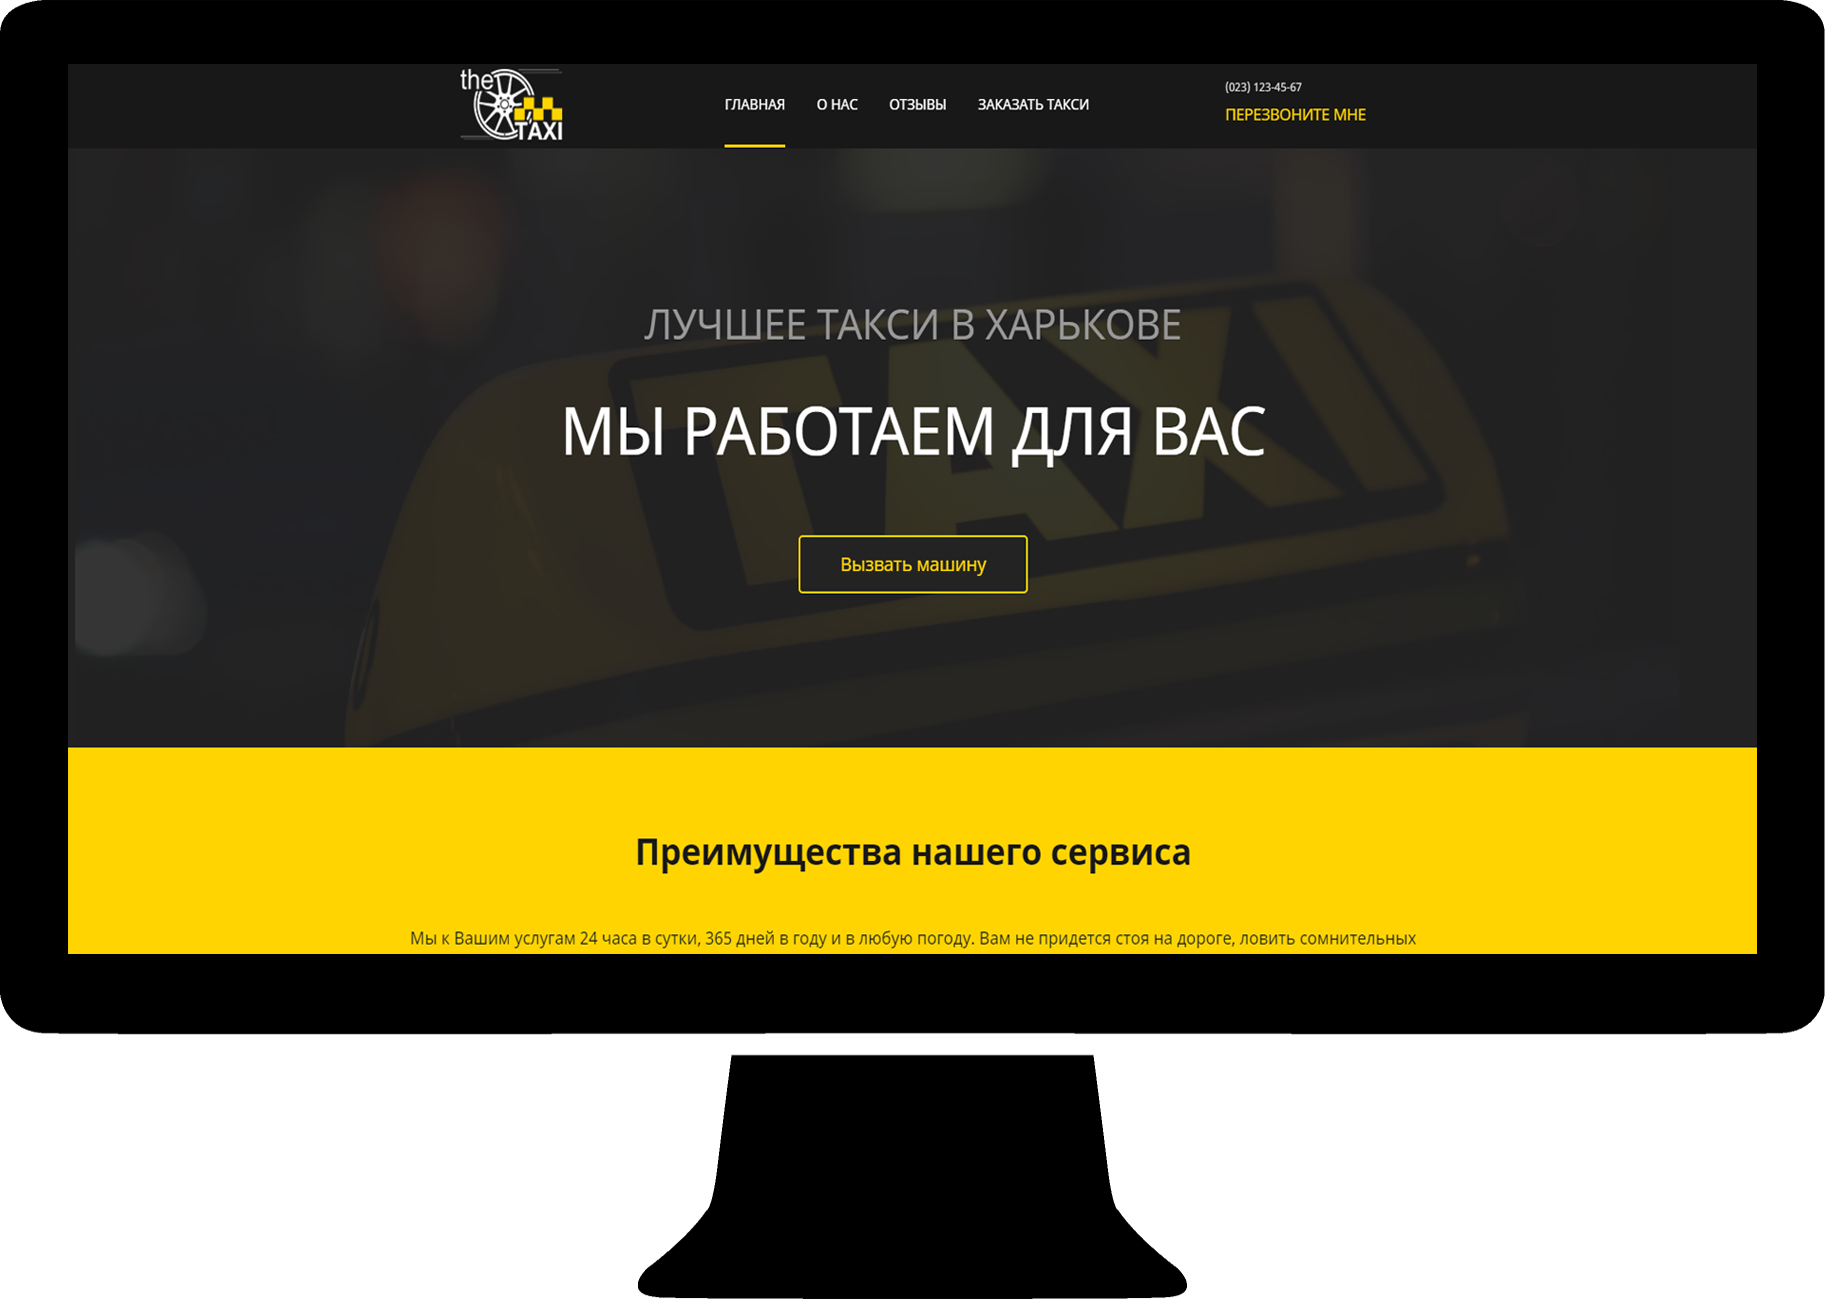 the
TAXI
ГЛАВНАЯ О НАС ОТЗЫВЫ ЗАКАЗАТЬ ТАКСИ
(023) 123-45-67
ПЕРЕЗВОНИТЕ МНЕ
TAXI
ЛУЧШЕЕ ТАКСИ В ХАРЬКОВЕ
МЫ РАБОТАЕМ ДЛЯ ВАС
Вызвать машину
Преимущества нашего сервиса
Мы к Вашим услугам 24 часа в сутки, 365 дней в году и в любую погоду. Вам не придется стоя на дороге, ловить сомнительных